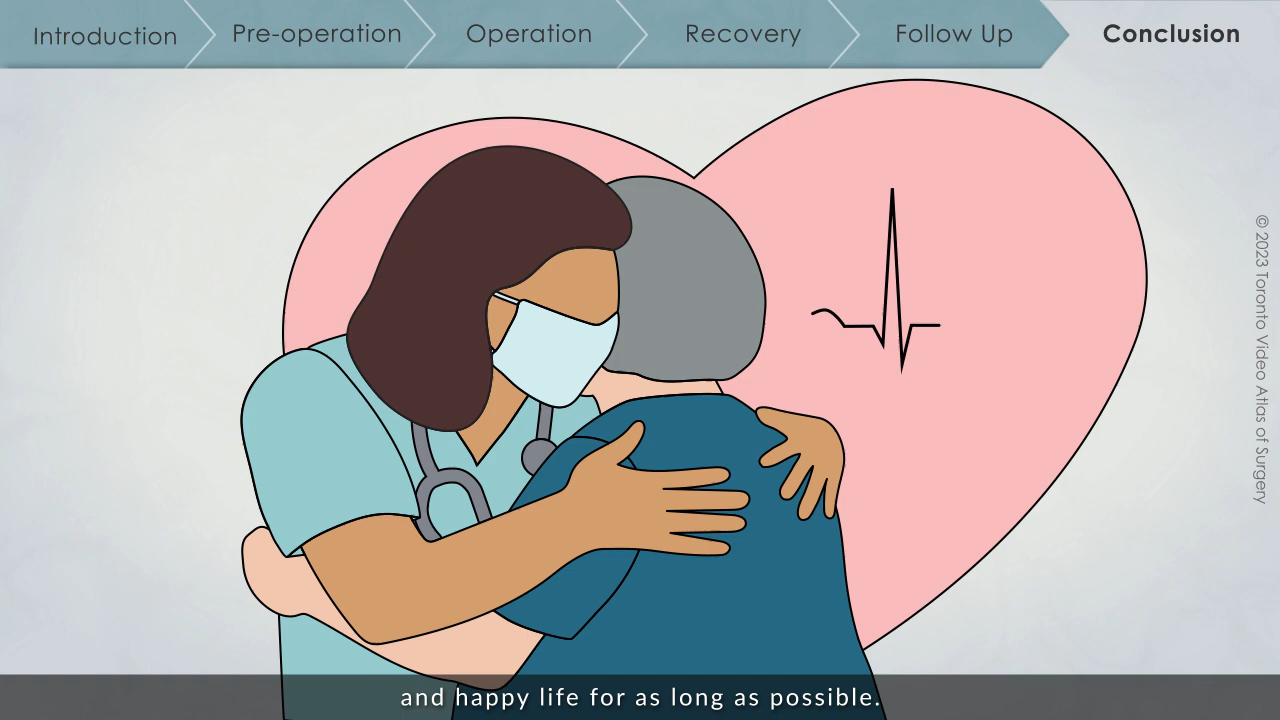 Introduction
Pre-operation
Operation
Recovery
Follow Up
Conclusion
© 2023 Toronto Video Atlas of Surgery
and happy life for as long as possible.